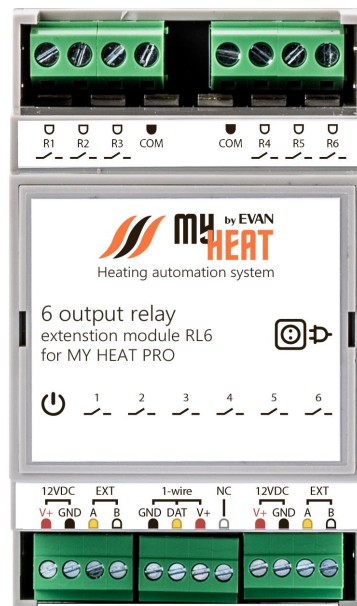 R1 R2 R3 COM COM R4 R5 R6
MY by EVAN
HEAT
Heating automation system
6 output relay
extenstion module RL6
for MY HEAT PRO
1 2 3 4 5 6
12VDC EXT 1-wire NC 12VDC EXT
V+ GND A B GND DAT V+ V+ GND A B